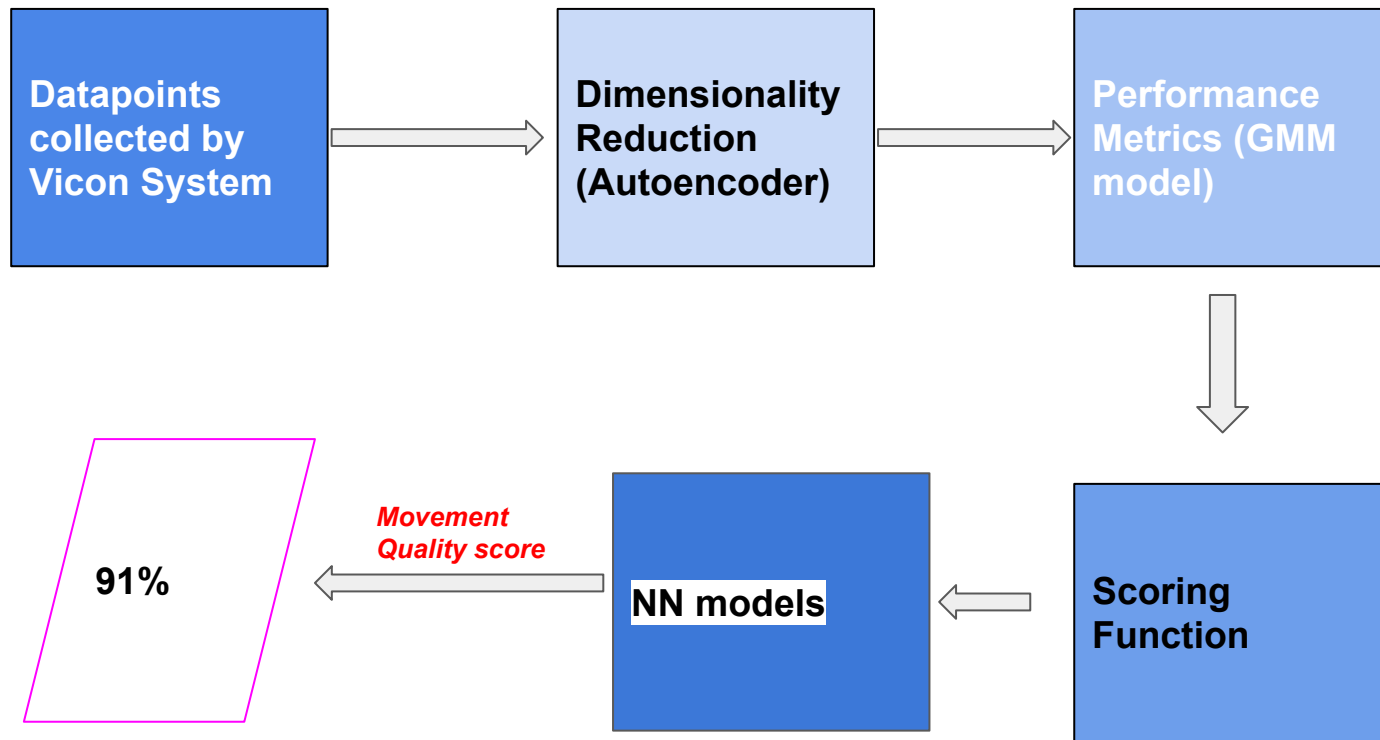 Datapoints
collected by
Vicon System
Dimensionality
Reduction
(Autoencoder)
Performance
Metrics (GMM
model)
Scoring
Function
NN models
Movement
Quality score
91%